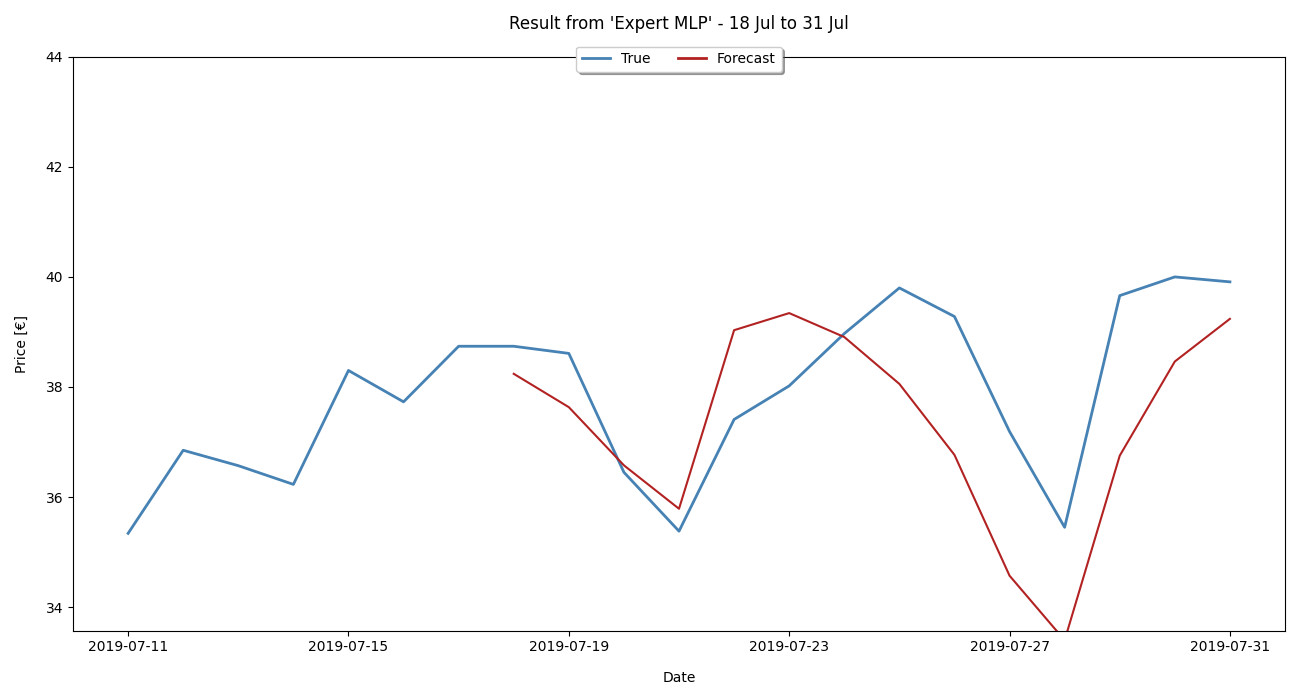 Result from 'Expert MLP' - 18 Jul to 31 Jul
True Forecast
44
42
40
38
36
34
Price [€]
2019-07-11 2019-07-15 2019-07-19 2019-07-23 2019-07-27 2019-07-31
Date